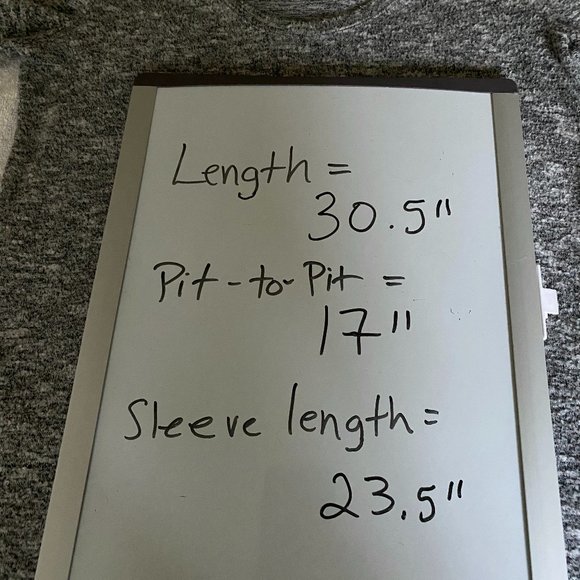 Length =
30.5"
Pit-to-Pit =
17"
Sleeve length =
23.5"